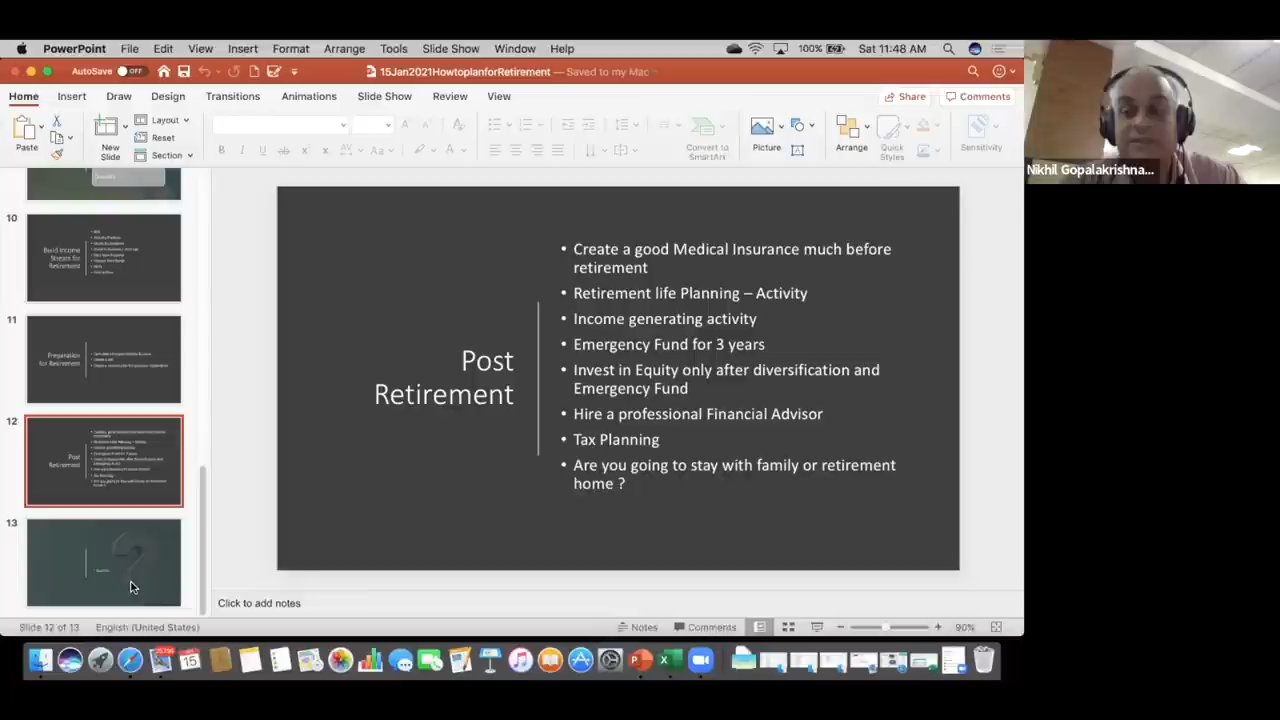 PowerPoint File Edit View Insert Format Arrange Tools Slide Show Window Help 100% Sat 11:48 AM
AutoSave OFF 15Jan2021HowtoplanforRetirement — Saved to my Mac
Home Insert Draw Design Transitions Animations Slide Show Review View Share Comments
Paste New Slide Layout Reset Section Convert to SmartArt Picture Arrange Quick Styles Sensitivity
Nikhil Gopalakrishna...
10
Build Income
Stream for
Retirement
11
Preparation
for Retirement
12
Post
Retirement
13
Post
Retirement
• Create a good Medical Insurance much before
retirement
• Retirement life Planning – Activity
• Income generating activity
• Emergency Fund for 3 years
• Invest in Equity only after diversification and
Emergency Fund
• Hire a professional Financial Advisor
• Tax Planning
• Are you going to stay with family or retirement
home ?
Click to add notes
Slide 12 of 13 English (United States) Notes Comments 90%